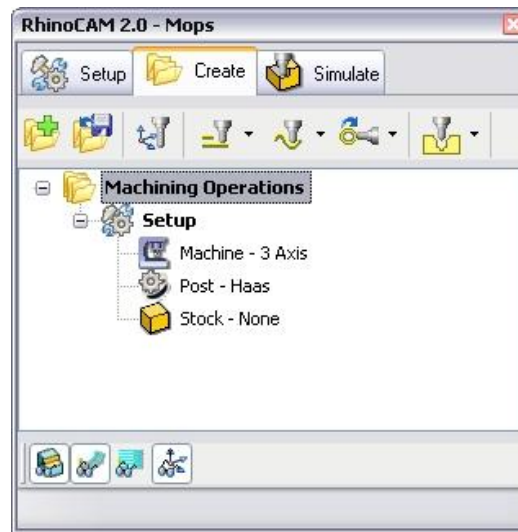 RhinoCAM 2.0 - Mops
Setup Create Simulate
Machining Operations
Setup
Machine - 3 Axis
Post - Haas
Stock - None